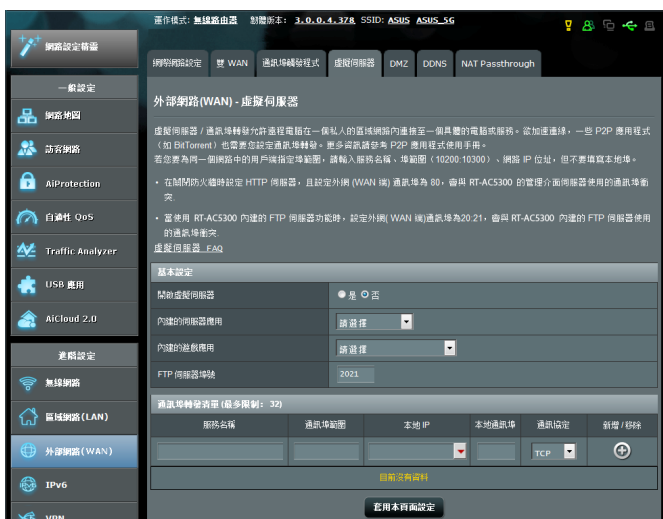 運作模式: 無線路由器 韌體版本: 3.0.0.4.378 SSID: ASUS ASUS_5G
網路設定精靈
一般設定
網路地圖
訪客網路
AiProtection
自適性 QoS
Traffic Analyzer
USB 應用
AiCloud 2.0
進階設定
無線網路
區域網路(LAN)
外部網路(WAN)
IPv6
VPN
網際網路設定 雙 WAN 通訊埠觸發程式 虛擬伺服器 DMZ DDNS NAT Passthrough
外部網路(WAN) - 虛擬伺服器
虛擬伺服器 / 通訊埠轉發允許遠程電腦在一個私人的區域網路內連接至一個具體的電腦或服務。欲加速連線，一些 P2P 應用程式
（如 BitTorrent）也需要您設定通訊埠轉發。更多資訊請參考 P2P 應用程式使用手冊。
若您要為同一個網路中的用戶端指定埠範圍，請輸入服務名稱、埠範圍（10200:10300）、網路 IP 位址，但不要填寫本地埠。
• 在關閉防火牆時設定 HTTP 伺服器，且設定外網 (WAN 端) 通訊埠為 80，會與 RT-AC5300 的管理介面伺服器使用的通訊埠衝
突.
• 當使用 RT-AC5300 內建的 FTP 伺服器功能時，設定外網( WAN 端)通訊埠為20:21，會與 RT-AC5300 內建的 FTP 伺服器使用
的通訊埠衝突.
虛擬伺服器 FAQ
基本設定
開啟虛擬伺服器 是 否
內建的伺服器應用 請選擇
內建的遊戲應用 請選擇
FTP 伺服器埠號 2021
通訊埠轉發清單 (最多限制: 32)
服務名稱 通訊埠範圍 本地 IP 本地通訊埠 通訊協定 新增 / 移除
TCP
目前沒有資料
套用本頁面設定